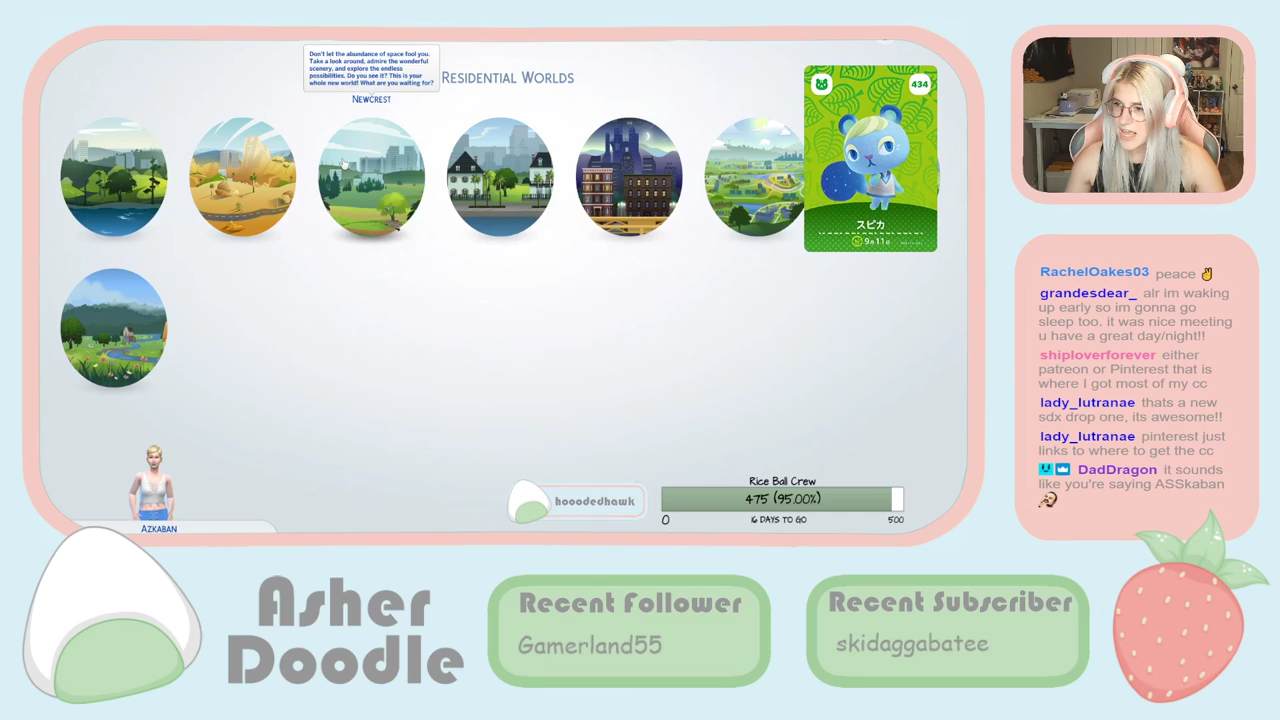 Don't let the abundance of space fool you.
Take a look around, admire the wonderful
scenery, and explore the endless
possibilities. Do you see it? This is your
whole new world! What are you waiting for?
RESIDENTIAL WORLDS
NEWCREST
434
スピカ
9月11日
AZKABAN
hooodedhawk
Rice Ball Crew
475 (95.00%)
0
16 DAYS TO GO
500
RachelOakes03 peace ✌
grandesdear_ alr im waking
up early so im gonna go
sleep too. it was nice meeting
u have a great day/night!!
shiploverforever either
patreon or Pinterest that is
where I got most of my cc
lady_lutranae thats a new
sdx drop one, its awesome!!
lady_lutranae pinterest just
links to where to get the cc
DadDragon it sounds
like you're saying ASSkaban
Asher
Doodle
Recent Follower
Gamerland55
Recent Subscriber
skidaggabatee